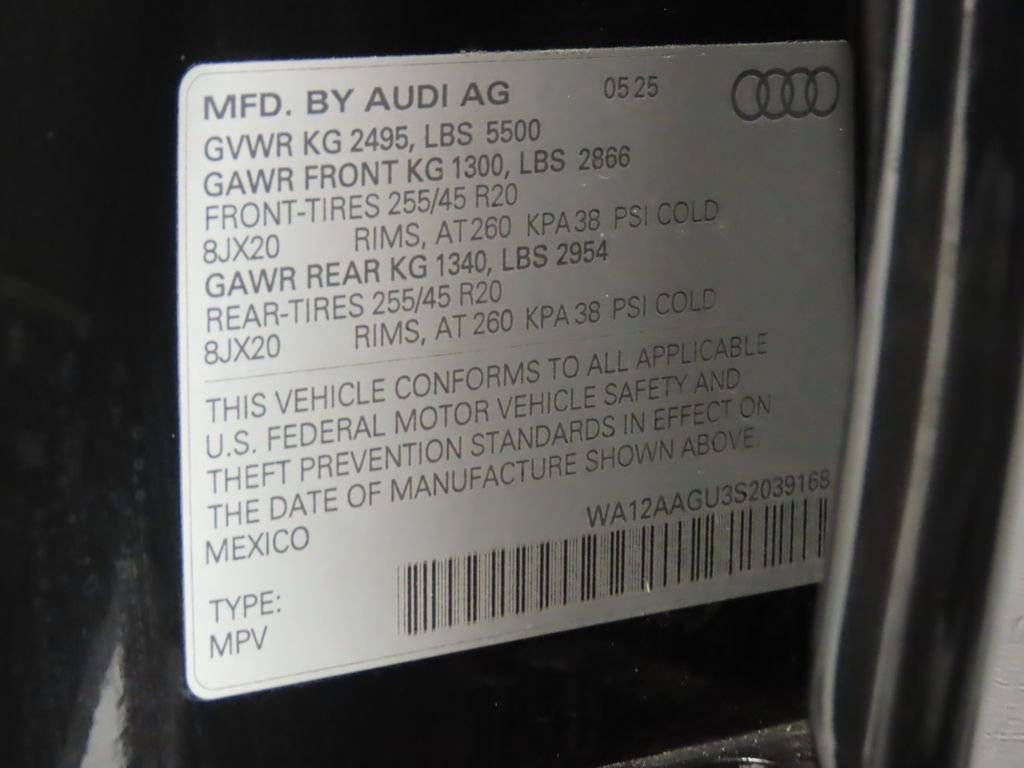 MFD. BY AUDI AG 05 25
GVWR KG 2495, LBS 5500
GAWR FRONT KG 1300, LBS 2866
FRONT-TIRES 255/45 R20
8JX20 RIMS, AT 260 KPA 38 PSI COLD
GAWR REAR KG 1340, LBS 2954
REAR-TIRES 255/45 R20
8JX20 RIMS, AT 260 KPA 38 PSI COLD
THIS VEHICLE CONFORMS TO ALL APPLICABLE
U.S. FEDERAL MOTOR VEHICLE SAFETY AND
THEFT PREVENTION STANDARDS IN EFFECT ON
THE DATE OF MANUFACTURE SHOWN ABOVE
MEXICO WA12AAGU3S2039168
TYPE:
MPV